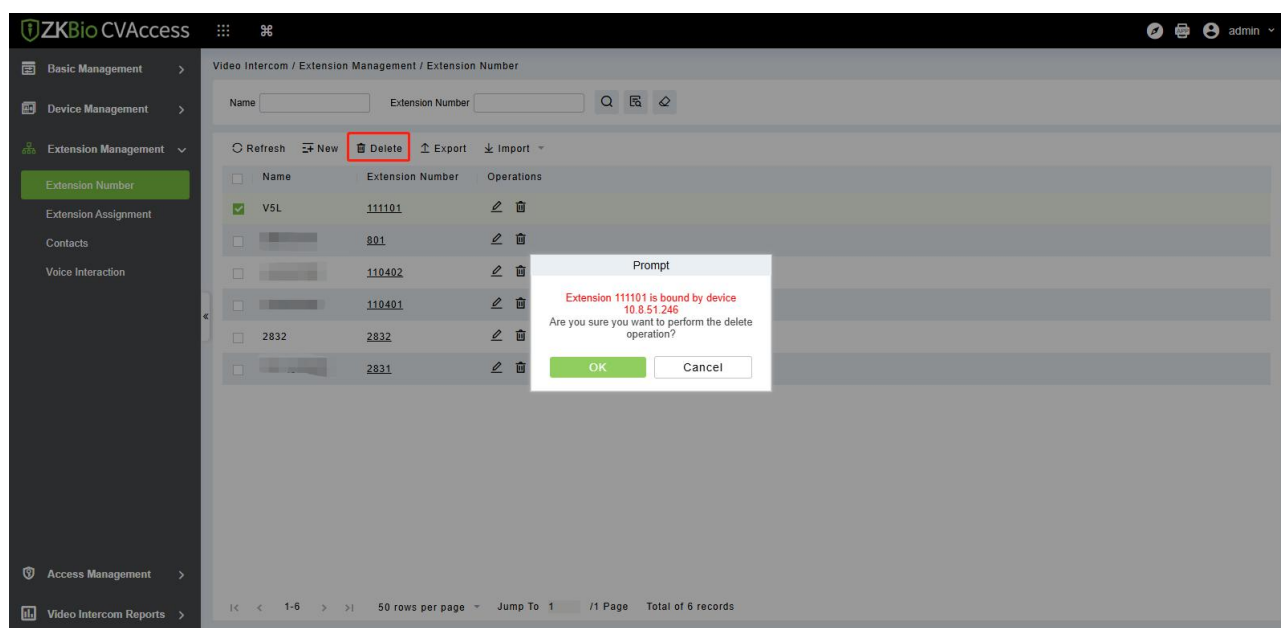 ZKBio CVAccess
admin
Basic Management
Device Management
Extension Management
Extension Number
Extension Assignment
Contacts
Voice Interaction
Access Management
Video Intercom Reports
Video Intercom / Extension Management / Extension Number
Name Extension Number
Refresh New Delete Export Import
Name Extension Number Operations
V5L 111101
801
110402
110401
2832 2832
2831
Prompt
Extension 111101 is bound by device
10.8.51.246
Are you sure you want to perform the delete
operation?
OK Cancel
1-6 50 rows per page Jump To 1 /1 Page Total of 6 records